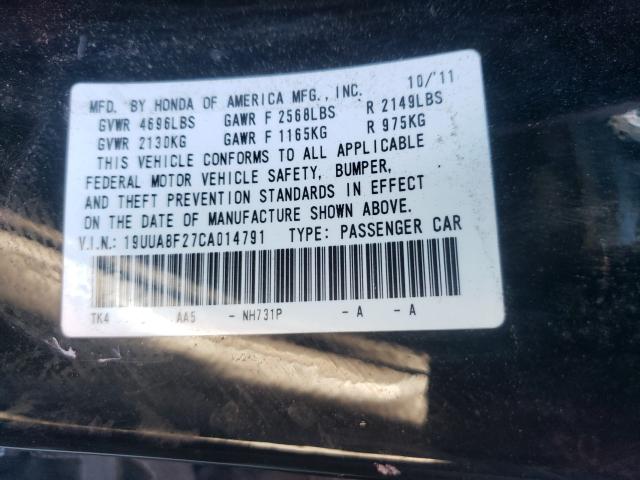 MFD. BY HONDA OF AMERICA MFG., INC. 10/'11
GVWR 4696LBS GAWR F 2568LBS R 2149LBS
GVWR 2130KG GAWR F 1165KG R 975KG
THIS VEHICLE CONFORMS TO ALL APPLICABLE
FEDERAL MOTOR VEHICLE SAFETY, BUMPER,
AND THEFT PREVENTION STANDARDS IN EFFECT
ON THE DATE OF MANUFACTURE SHOWN ABOVE.
V.I.N.: 19UUA8F27CA014791 TYPE: PASSENGER CAR
TK4 AA5 - NH731P - A - A